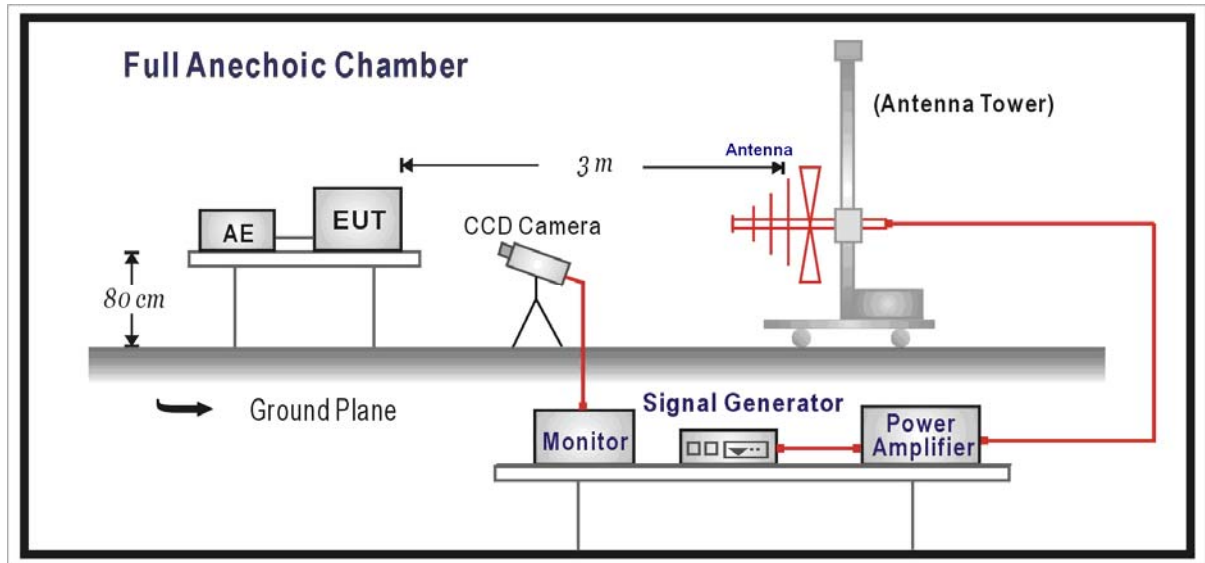 Full Anechoic Chamber
(Antenna Tower)
Antenna
3 m
EUT
AE
CCD Camera
80 cm
Ground Plane
Signal Generator
Monitor
Power
Amplifier